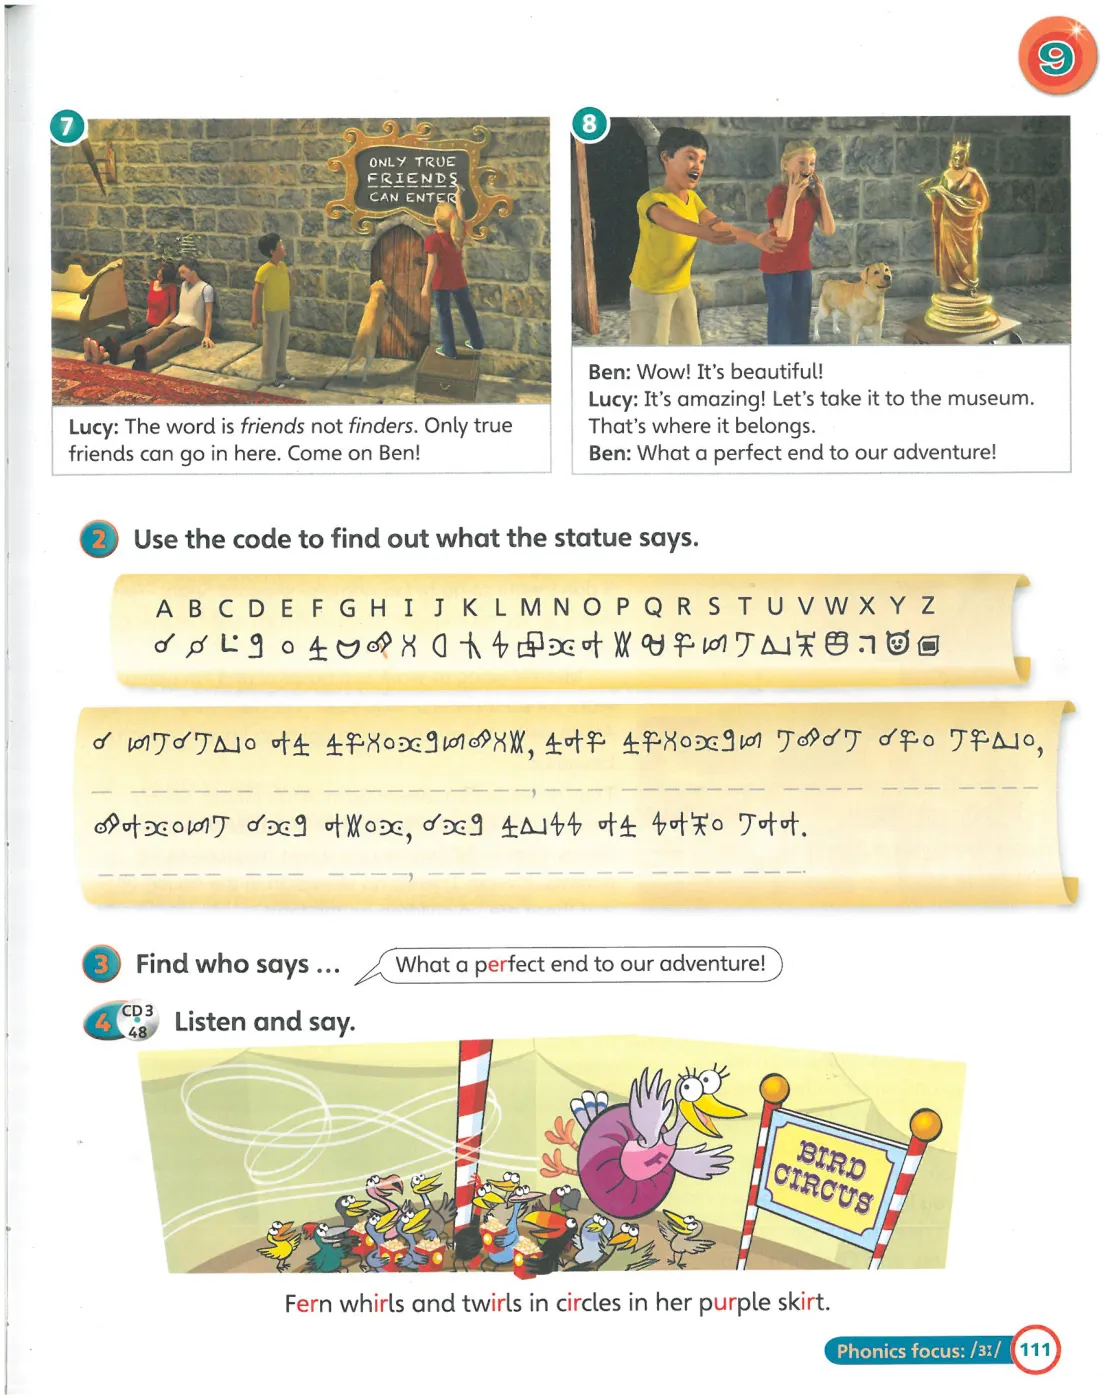 9
7
ONLY TRUE
FRIENDS
CAN ENTER
Lucy: The word is friends not finders. Only true
friends can go in here. Come on Ben!
8
Ben: Wow! It's beautiful!
Lucy: It's amazing! Let's take it to the museum.
That's where it belongs.
Ben: What a perfect end to our adventure!
2 Use the code to find out what the statue says.
A B C D E F G H I J K L M N O P Q R S T U V W X Y Z
3 Find who says ... What a perfect end to our adventure!
4 CD3 48 Listen and say.
F
BIRD
CIRCUS
Fern whirls and twirls in circles in her purple skirt.
Phonics focus: /ɜː/ 111